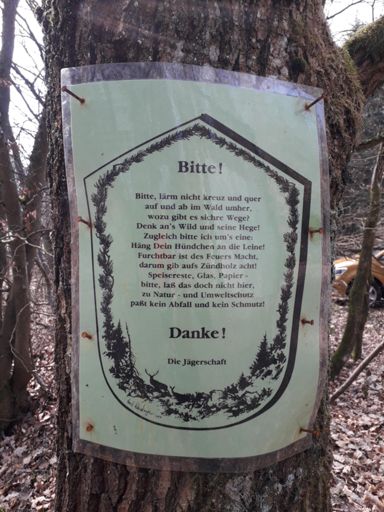 Bitte!
Bitte, lärm nicht kreuz und quer
auf und ab im Wald umher,
wozu gibt es sichre Wege?
Denk an's Wild und seine Hege!
Zugleich bitte ich um's eine:
Häng Dein Hündchen an die Leine!
Furchtbar ist des Feuers Macht,
darum gib aufs Zündholz acht!
Speisereste, Glas, Papier -
bitte, laß das doch nicht hier,
zu Natur - und Umweltschutz
paßt kein Abfall und kein Schmutz!
Danke!
Die Jägerschaft